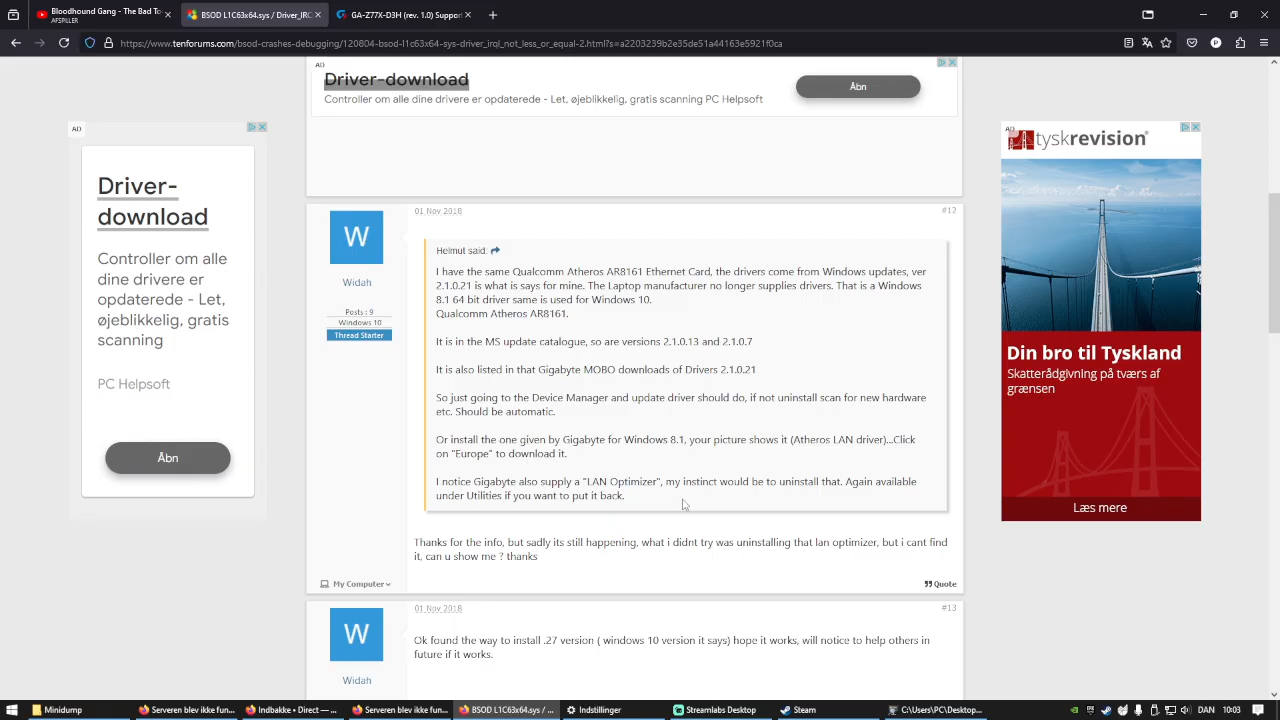 Bloodhound Gang - The Bad To
AFSPILLER
BSOD L1C63x64.sys / Driver_IRC
GA-Z77X-D3H (rev. 1.0) Suppor
https://www.tenforums.com/bsod-crashes-debugging/120804-bsod-l1c63x64-sys-driver_irql_not_less_or_equal-2.html?s=a2203239b2e35de51a44163e5921f0ca
AD
Driver-download
Controller om alle dine drivere er opdaterede - Let, øjeblikkelig, gratis scanning PC Helpsoft
Åbn
AD
Driver-
download
Controller om alle
dine drivere er
opdaterede - Let,
øjeblikkelig, gratis
scanning
PC Helpsoft
Åbn
01 Nov 2018
#12
W
Widah
Posts : 9
Windows 10
Thread Starter
Helmut said:
I have the same Qualcomm Atheros AR8161 Ethernet Card, the drivers come from Windows updates, ver
2.1.0.21 is what is says for mine. The Laptop manufacturer no longer supplies drivers. That is a Windows
8.1 64 bit driver same is used for Windows 10.
Qualcomm Atheros AR8161.
It is in the MS update catalogue, so are versions 2.1.0.13 and 2.1.0.7
It is also listed in that Gigabyte MOBO downloads of Drivers 2.1.0.21
So just going to the Device Manager and update driver should do, if not uninstall scan for new hardware
etc. Should be automatic.
Or install the one given by Gigabyte for Windows 8.1, your picture shows it (Atheros LAN driver)...Click
on "Europe" to download it.
I notice Gigabyte also supply a "LAN Optimizer", my instinct would be to uninstall that. Again available
under Utilities if you want to put it back.
Thanks for the info, but sadly its still happening, what i didnt try was uninstalling that lan optimizer, but i cant find
it, can u show me ? thanks
My Computer
Quote
01 Nov 2018
#13
W
Widah
Ok found the way to install .27 version ( windows 10 version it says) hope it works, will notice to help others in
future if it works.
AD
tyskrevision
Din bro til Tyskland
Skatterådgivning på tværs af
grænsen
Læs mere
Minidump
Serveren blev ikke fun...
Indbakke • Direct — ...
Serveren blev ikke fun...
BSOD L1C63x64.sys / ...
Indstillinger
Streamlabs Desktop
Steam
C:\Users\PC\Desktop...
DAN
10:03